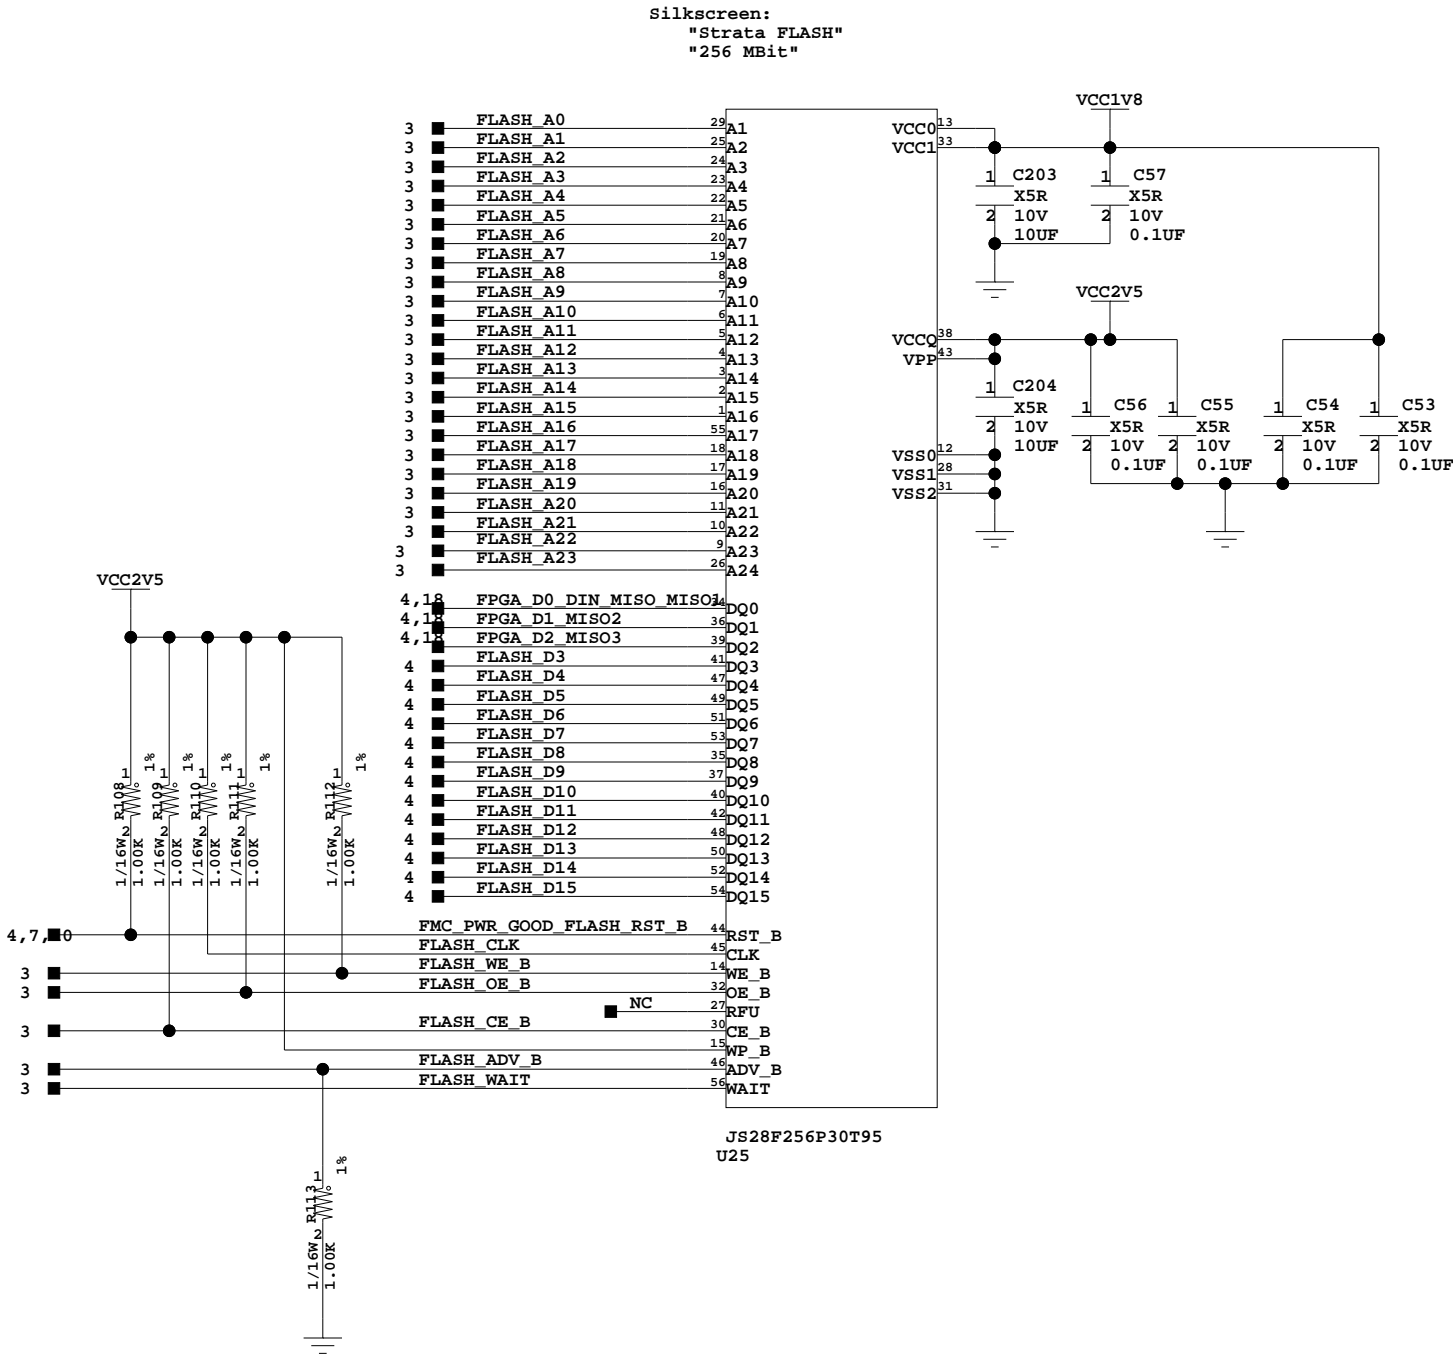 Silkscreen:
"Strata FLASH"
"256 MBit"
VCC1V8
3 FLASH_A0 29 A1 VCC0 13
3 FLASH_A1 25 A2 VCC1 33
3 FLASH_A2 24 A3
3 FLASH_A3 23 A4
3 FLASH_A4 22 A5
3 FLASH_A5 21 A6
3 FLASH_A6 20 A7
3 FLASH_A7 19 A8
3 FLASH_A8 8 A9
3 FLASH_A9 7 A10
3 FLASH_A10 6 A11
3 FLASH_A11 5 A12 VCCQ 38
3 FLASH_A12 4 A13 VPP 43
3 FLASH_A13 3 A14
3 FLASH_A14 2 A15
3 FLASH_A15 1 A16
3 FLASH_A16 55 A17
3 FLASH_A17 18 A18 VSS0 12
3 FLASH_A18 17 A19 VSS1 28
3 FLASH_A19 16 A20 VSS2 31
3 FLASH_A20 11 A21
3 FLASH_A21 10 A22
3 FLASH_A22 9 A23
3 FLASH_A23 26 A24
1 C203
X5R
2 10V
10UF
1 C57
X5R
2 10V
0.1UF
VCC2V5
1 C204
X5R
2 10V
10UF
1 C56
X5R
2 10V
0.1UF
1 C55
X5R
2 10V
0.1UF
1 C54
X5R
2 10V
0.1UF
1 C53
X5R
2 10V
0.1UF
VCC2V5
4,18 FPGA_D0_DIN_MISO_MISO1 34 DQ0
4,18 FPGA_D1_MISO2 36 DQ1
4,18 FPGA_D2_MISO3 39 DQ2
4 FLASH_D3 41 DQ3
4 FLASH_D4 47 DQ4
4 FLASH_D5 49 DQ5
4 FLASH_D6 51 DQ6
4 FLASH_D7 53 DQ7
4 FLASH_D8 35 DQ8
4 FLASH_D9 37 DQ9
4 FLASH_D10 40 DQ10
4 FLASH_D11 42 DQ11
4 FLASH_D12 48 DQ12
4 FLASH_D13 50 DQ13
4 FLASH_D14 52 DQ14
4 FLASH_D15 54 DQ15
R108 1 2 1% 1/16W 1.00K
R109 1 2 1% 1/16W 1.00K
R110 1 2 1% 1/16W 1.00K
R111 1 2 1% 1/16W 1.00K
R112 1 2 1% 1/16W 1.00K
FMC_PWR_GOOD_FLASH_RST_B 44 RST_B
FLASH_CLK 45 CLK
3 FLASH_WE_B 14 WE_B
3 FLASH_OE_B 32 OE_B
NC 27 RFU
3 FLASH_CE_B 30 CE_B
15 WP_B
3 FLASH_ADV_B 46 ADV_B
3 FLASH_WAIT 56 WAIT
JS28F256P30T95
U25
R113 1 2 1% 1/16W 1.00K